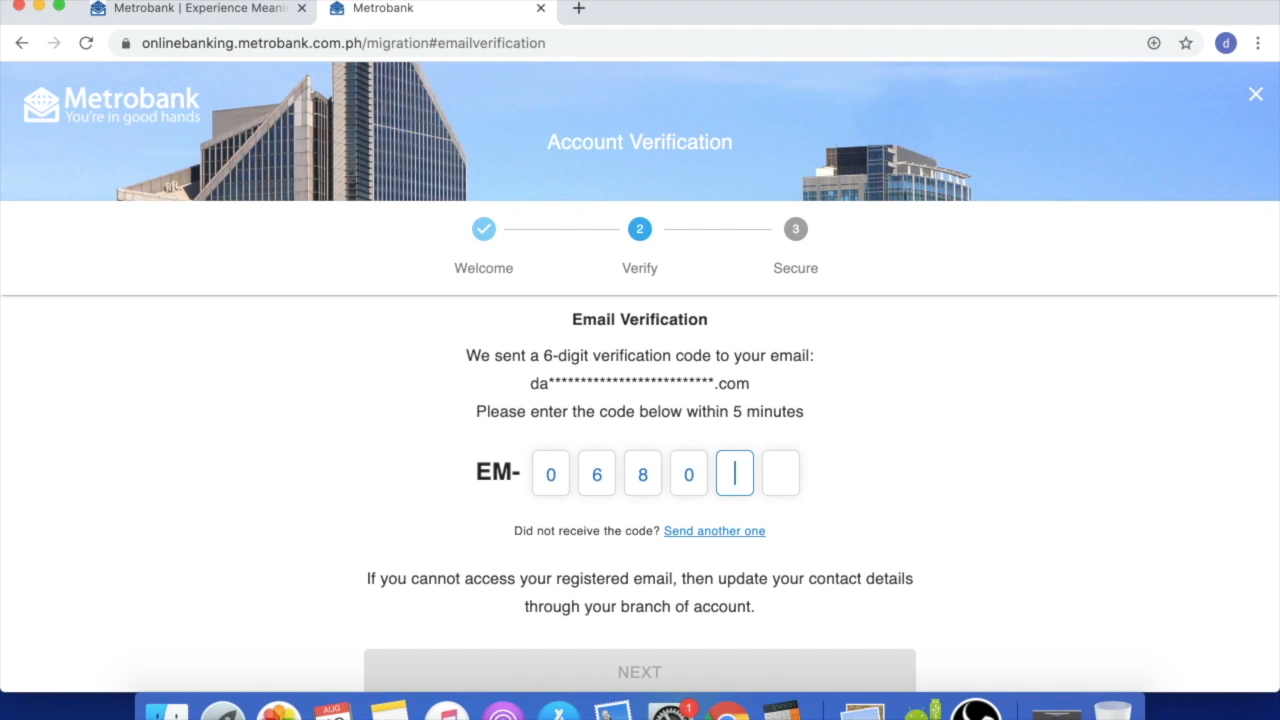 Metrobank | Experience Meani
Metrobank
onlinebanking.metrobank.com.ph/migration#emailverification
d
Metrobank
You're in good hands
Account Verification
2
3
Welcome
Verify
Secure
Email Verification
We sent a 6-digit verification code to your email:
da**************************.com
Please enter the code below within 5 minutes
EM- 0 6 8 0
Did not receive the code? Send another one
If you cannot access your registered email, then update your contact details
through your branch of account.
NEXT
AUG
1